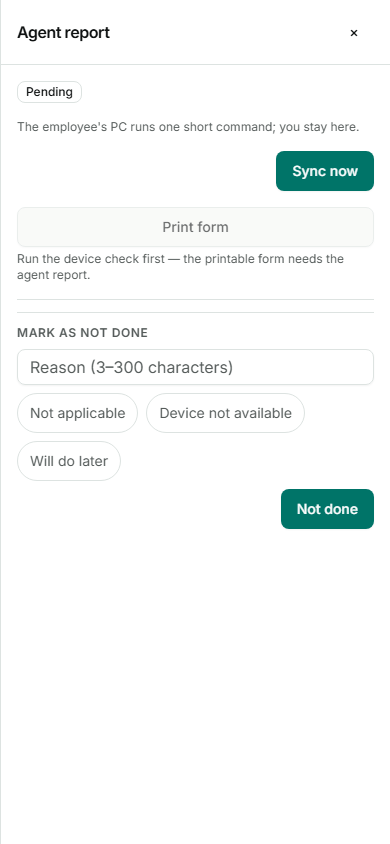 Agent report
×
Pending
The employee's PC runs one short command; you stay here.
Sync now
Print form
Run the device check first — the printable form needs the
agent report.
MARK AS NOT DONE
Reason (3–300 characters)
Not applicable
Device not available
Will do later
Not done